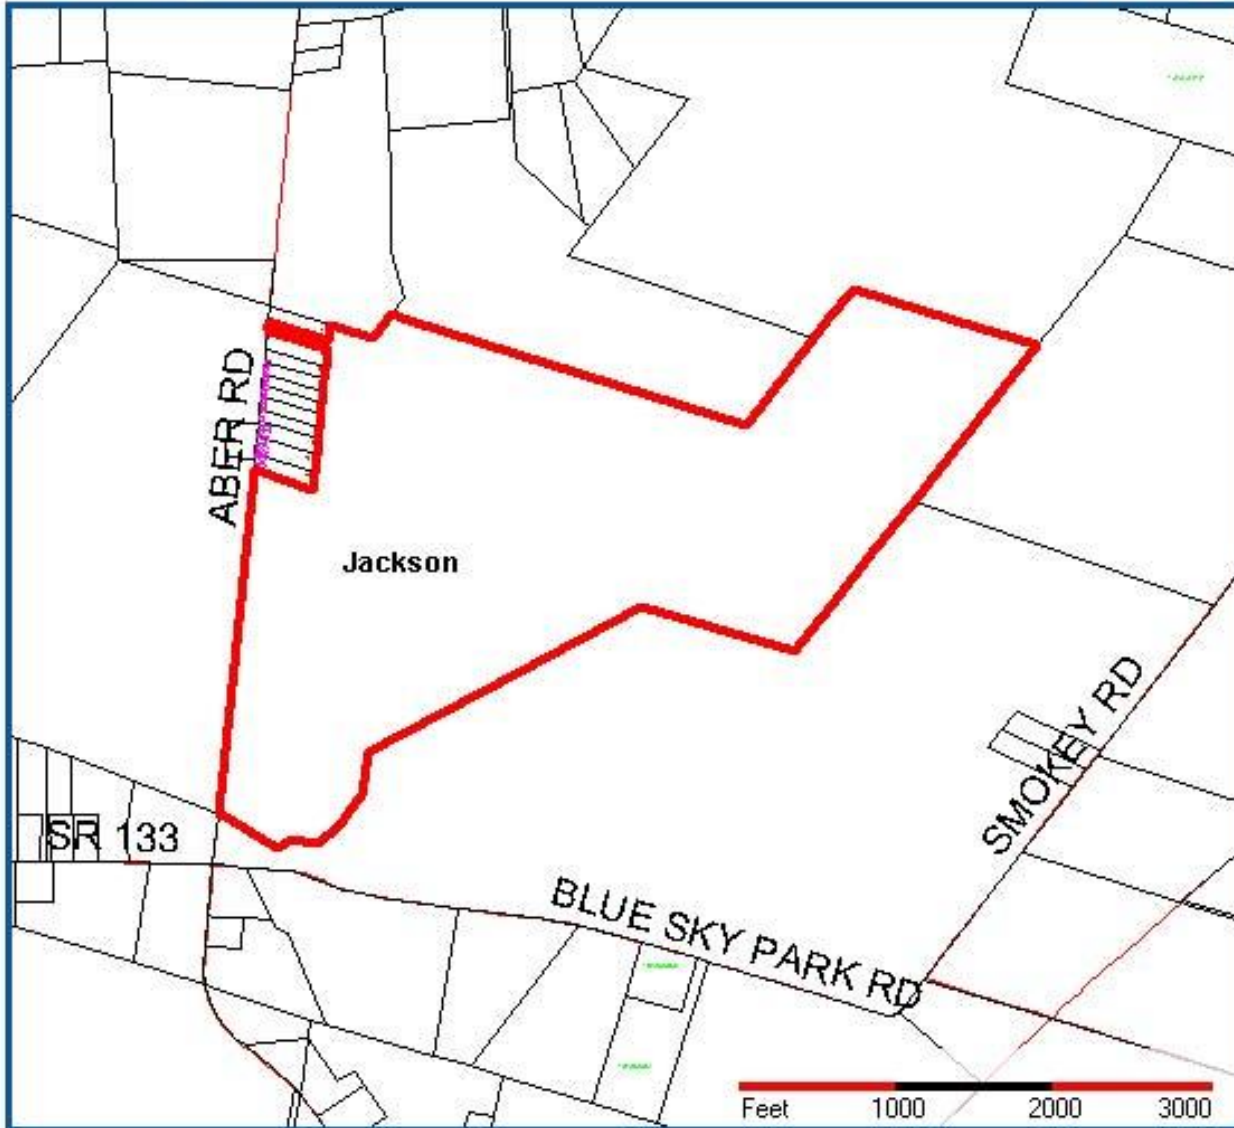 ABER RD
Jackson
SMOKEY RD
SR 133
BLUE SKY PARK RD
Feet 1000 2000 3000